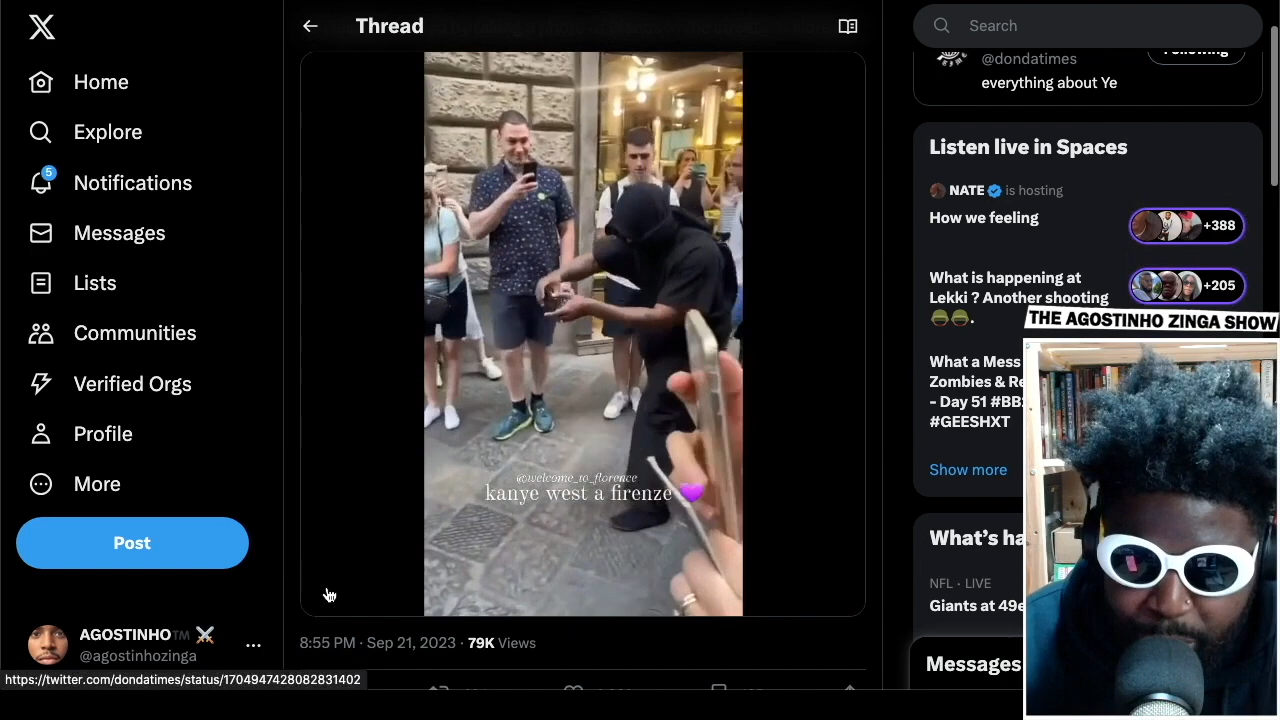 Home
Explore
5
Notifications
Messages
Lists
Communities
Verified Orgs
Profile
More
Post
AGOSTINHO™
@agostinhozinga
https://twitter.com/dondatimes/status/1704947428082831402
Thread
@welcome_to_florence
kanye west a firenze
8:55 PM · Sep 21, 2023 · 79K Views
Search
@dondatimes
Following
everything about Ye
Listen live in Spaces
NATE is hosting
How we feeling
+388
What is happening at
Lekki ? Another shooting
.
+205
What a Mess
Zombies & Re
- Day 51 #BB
#GEESHXT
Show more
What's ha
NFL · LIVE
Giants at 49e
Messages
THE AGOSTINHO ZINGA SHOW